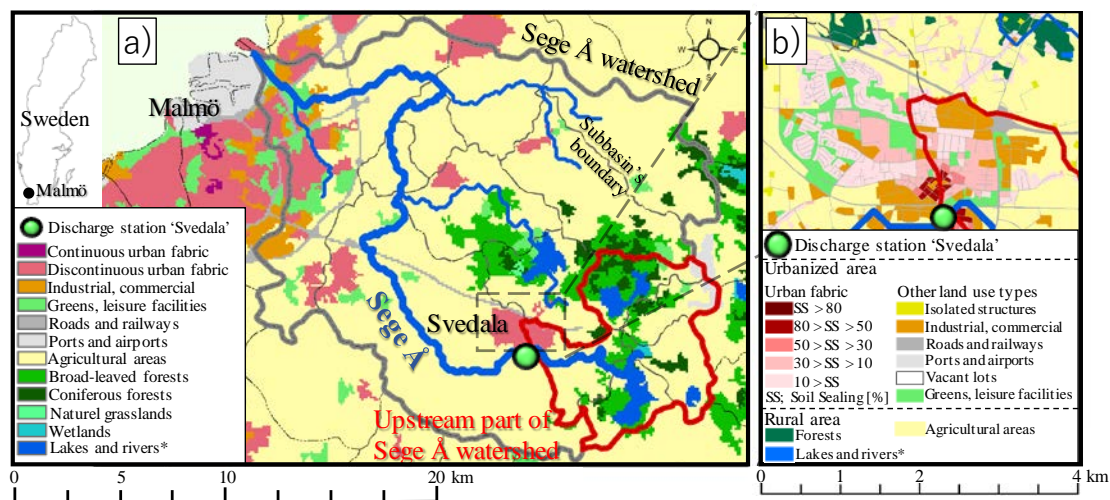 a)
Sweden
Malmö
Malmö
Sege Å watershed
N
W
E
S
Subbasin's
boundary
Sege Å
Svedala
Upstream part of
Sege Å watershed
Discharge station ‘Svedala’
Continuous urban fabric
Discontinuous urban fabric
Industrial, commercial
Greens, leisure facilities
Roads and railways
Ports and airports
Agricultural areas
Broad-leaved forests
Coniferous forests
Naturel grasslands
Wetlands
Lakes and rivers*
0 5 10 20 km
b)
Discharge station ‘Svedala’
Urbanized area
Urban fabric
SS > 80
80 > SS > 50
50 > SS > 30
30 > SS > 10
10 > SS
SS; Soil Sealing [%]
Other land use types
Isolated structures
Industrial, commercial
Roads and railways
Ports and airports
Vacant lots
Greens, leisure facilities
Rural area
Forests
Lakes and rivers*
Agricultural areas
0 2 4 km